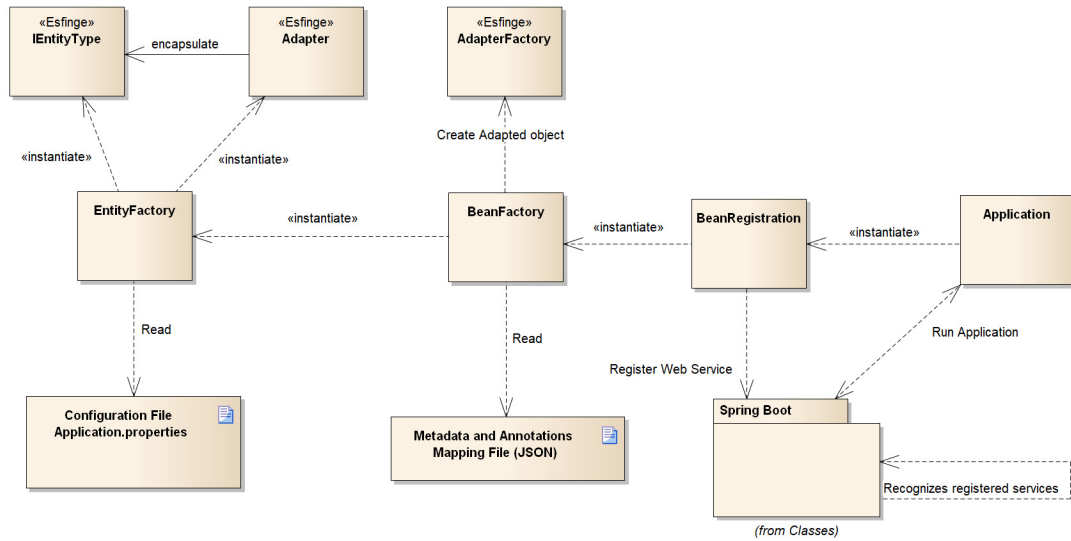 «Esfinge»
IEntityType
encapsulate
«Esfinge»
Adapter
«Esfinge»
AdapterFactory
Create Adapted object
«instantiate»
«instantiate»
EntityFactory
«instantiate»
BeanFactory
«instantiate»
BeanRegistration
«instantiate»
Application
Read
Read
Register Web Service
Run Application
Configuration File
Application.properties
Metadata and Annotations
Mapping File (JSON)
Spring Boot
Recognizes registered services
(from Classes)